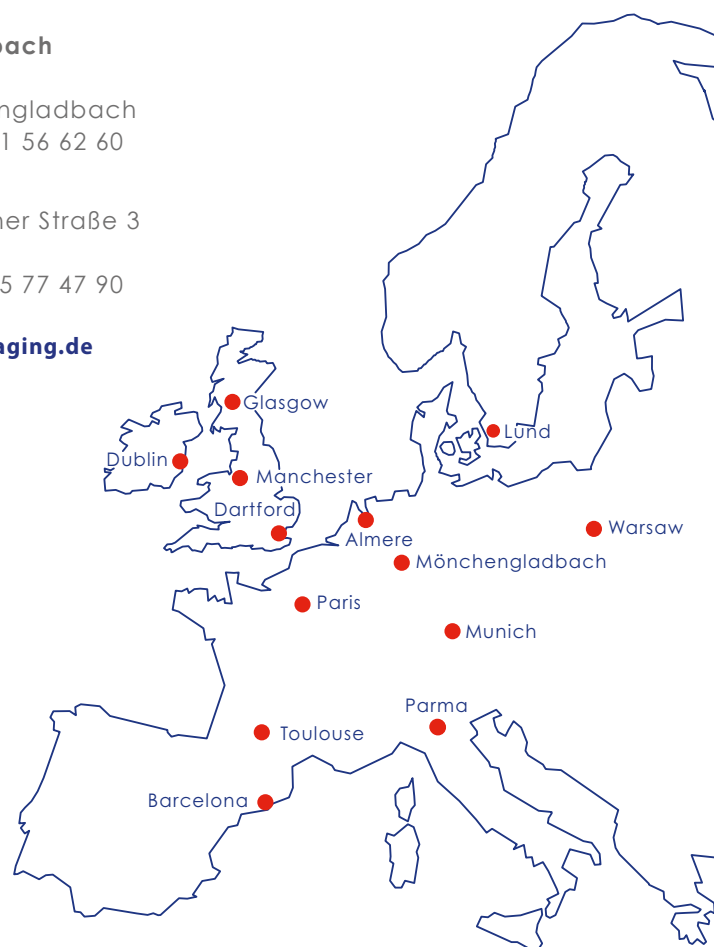 bach
ngladbach
1 56 62 60
ner Straße 3
5 77 47 90
aging.de
Glasgow
Lund
Dublin
Manchester
Dartford
Warsaw
Almere
Mönchengladbach
Paris
Munich
Parma
Toulouse
Barcelona